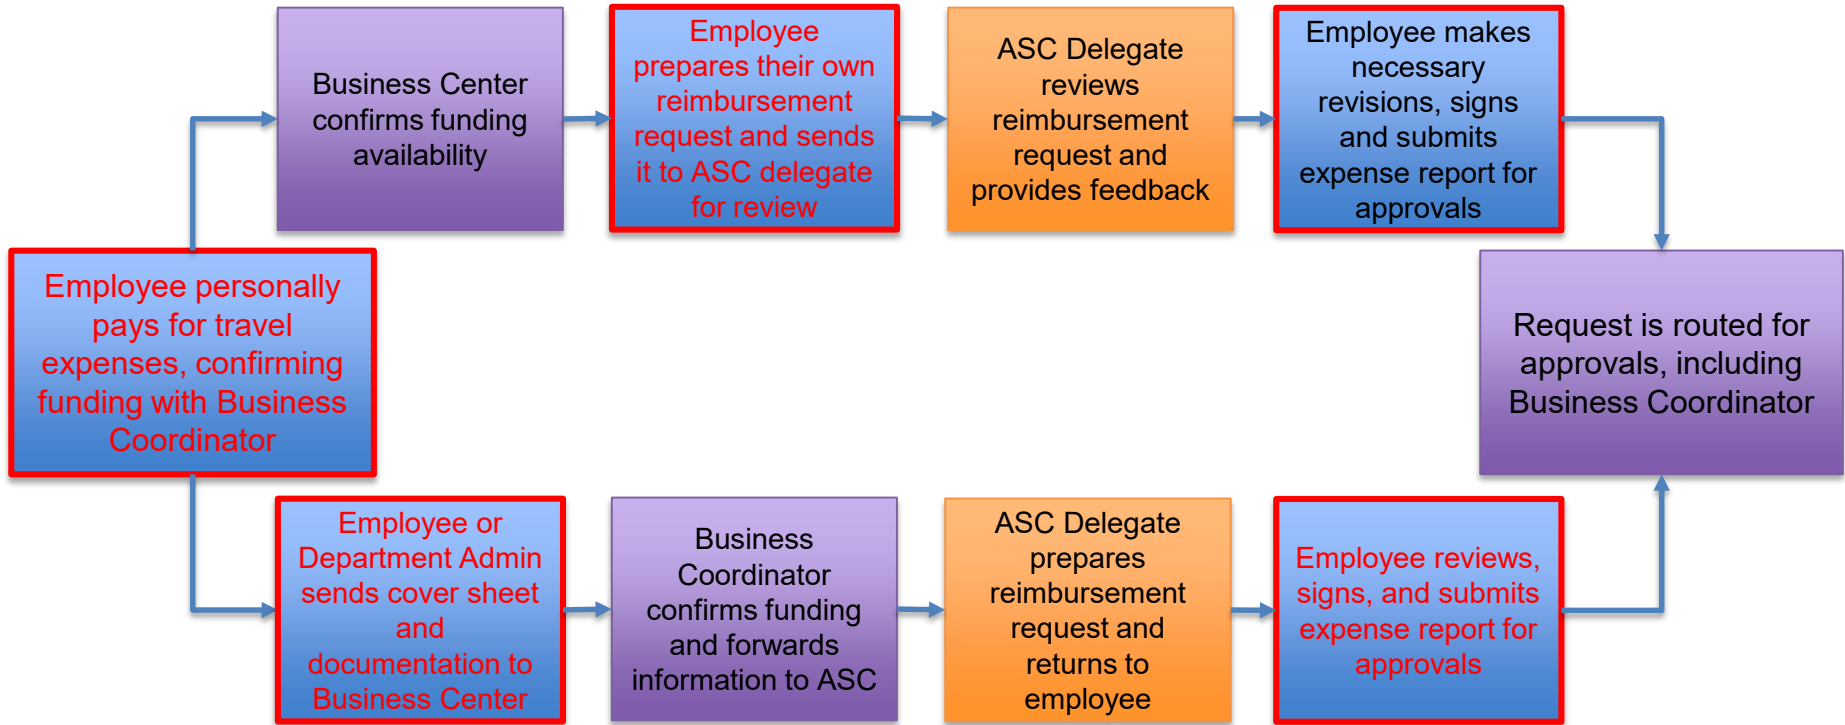 Business Center
confirms funding
availability
Employee
prepares their own
reimbursement
request and sends
it to ASC delegate
for review
ASC Delegate
reviews
reimbursement
request and
provides feedback
Employee makes
necessary
revisions, signs
and submits
expense report for
approvals
Employee personally
pays for travel
expenses, confirming
funding with Business
Coordinator
Request is routed for
approvals, including
Business Coordinator
Employee or
Department Admin
sends cover sheet
and
documentation to
Business Center
Business
Coordinator
confirms funding
and forwards
information to ASC
ASC Delegate
prepares
reimbursement
request and
returns to
employee
Employee reviews,
signs, and submits
expense report for
approvals